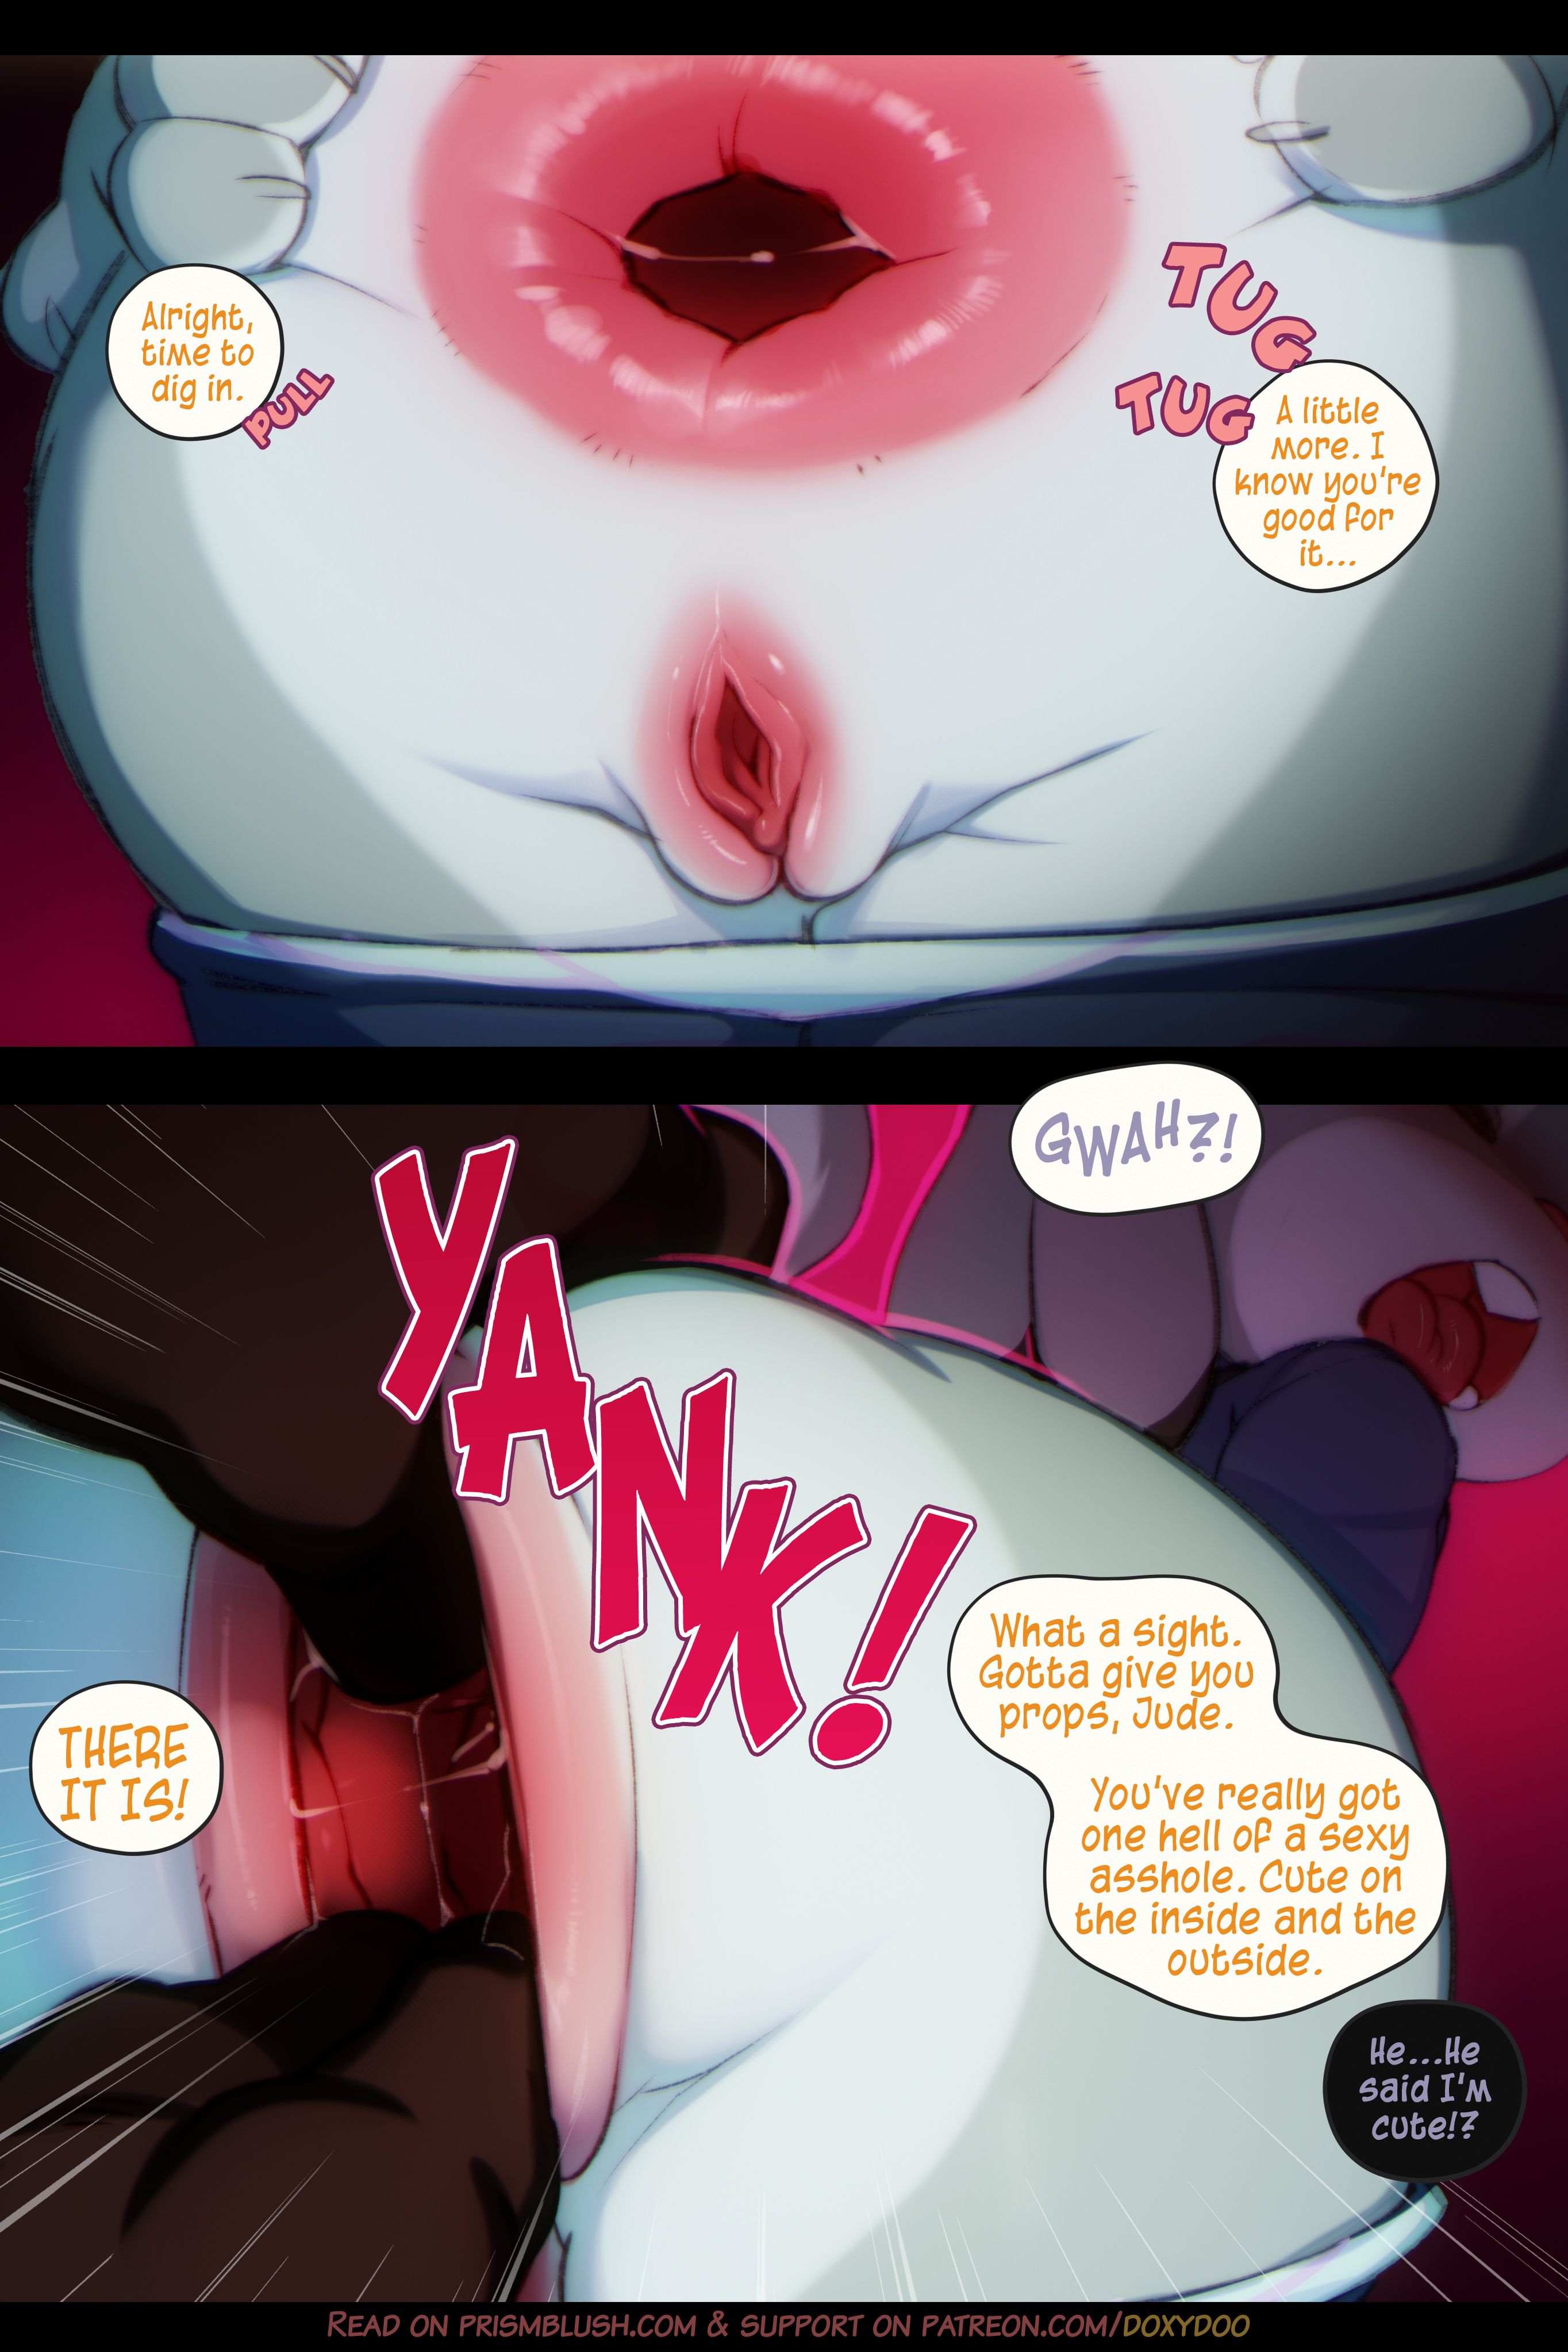 Alright,
time to
dig in.
PULL
TUG
TUG
A little
more. I
know you're
good for
it...
GWAH?!
YANK!
THERE
IT IS!
What a sight.
Gotta give you
props, Jude.
You've really got
one hell of a sexy
asshole. Cute on
the inside and the
outside.
He...He
said I'm
cute!?
READ ON PRISMBLUSH.COM & SUPPORT ON PATREON.COM/DOXYDOO